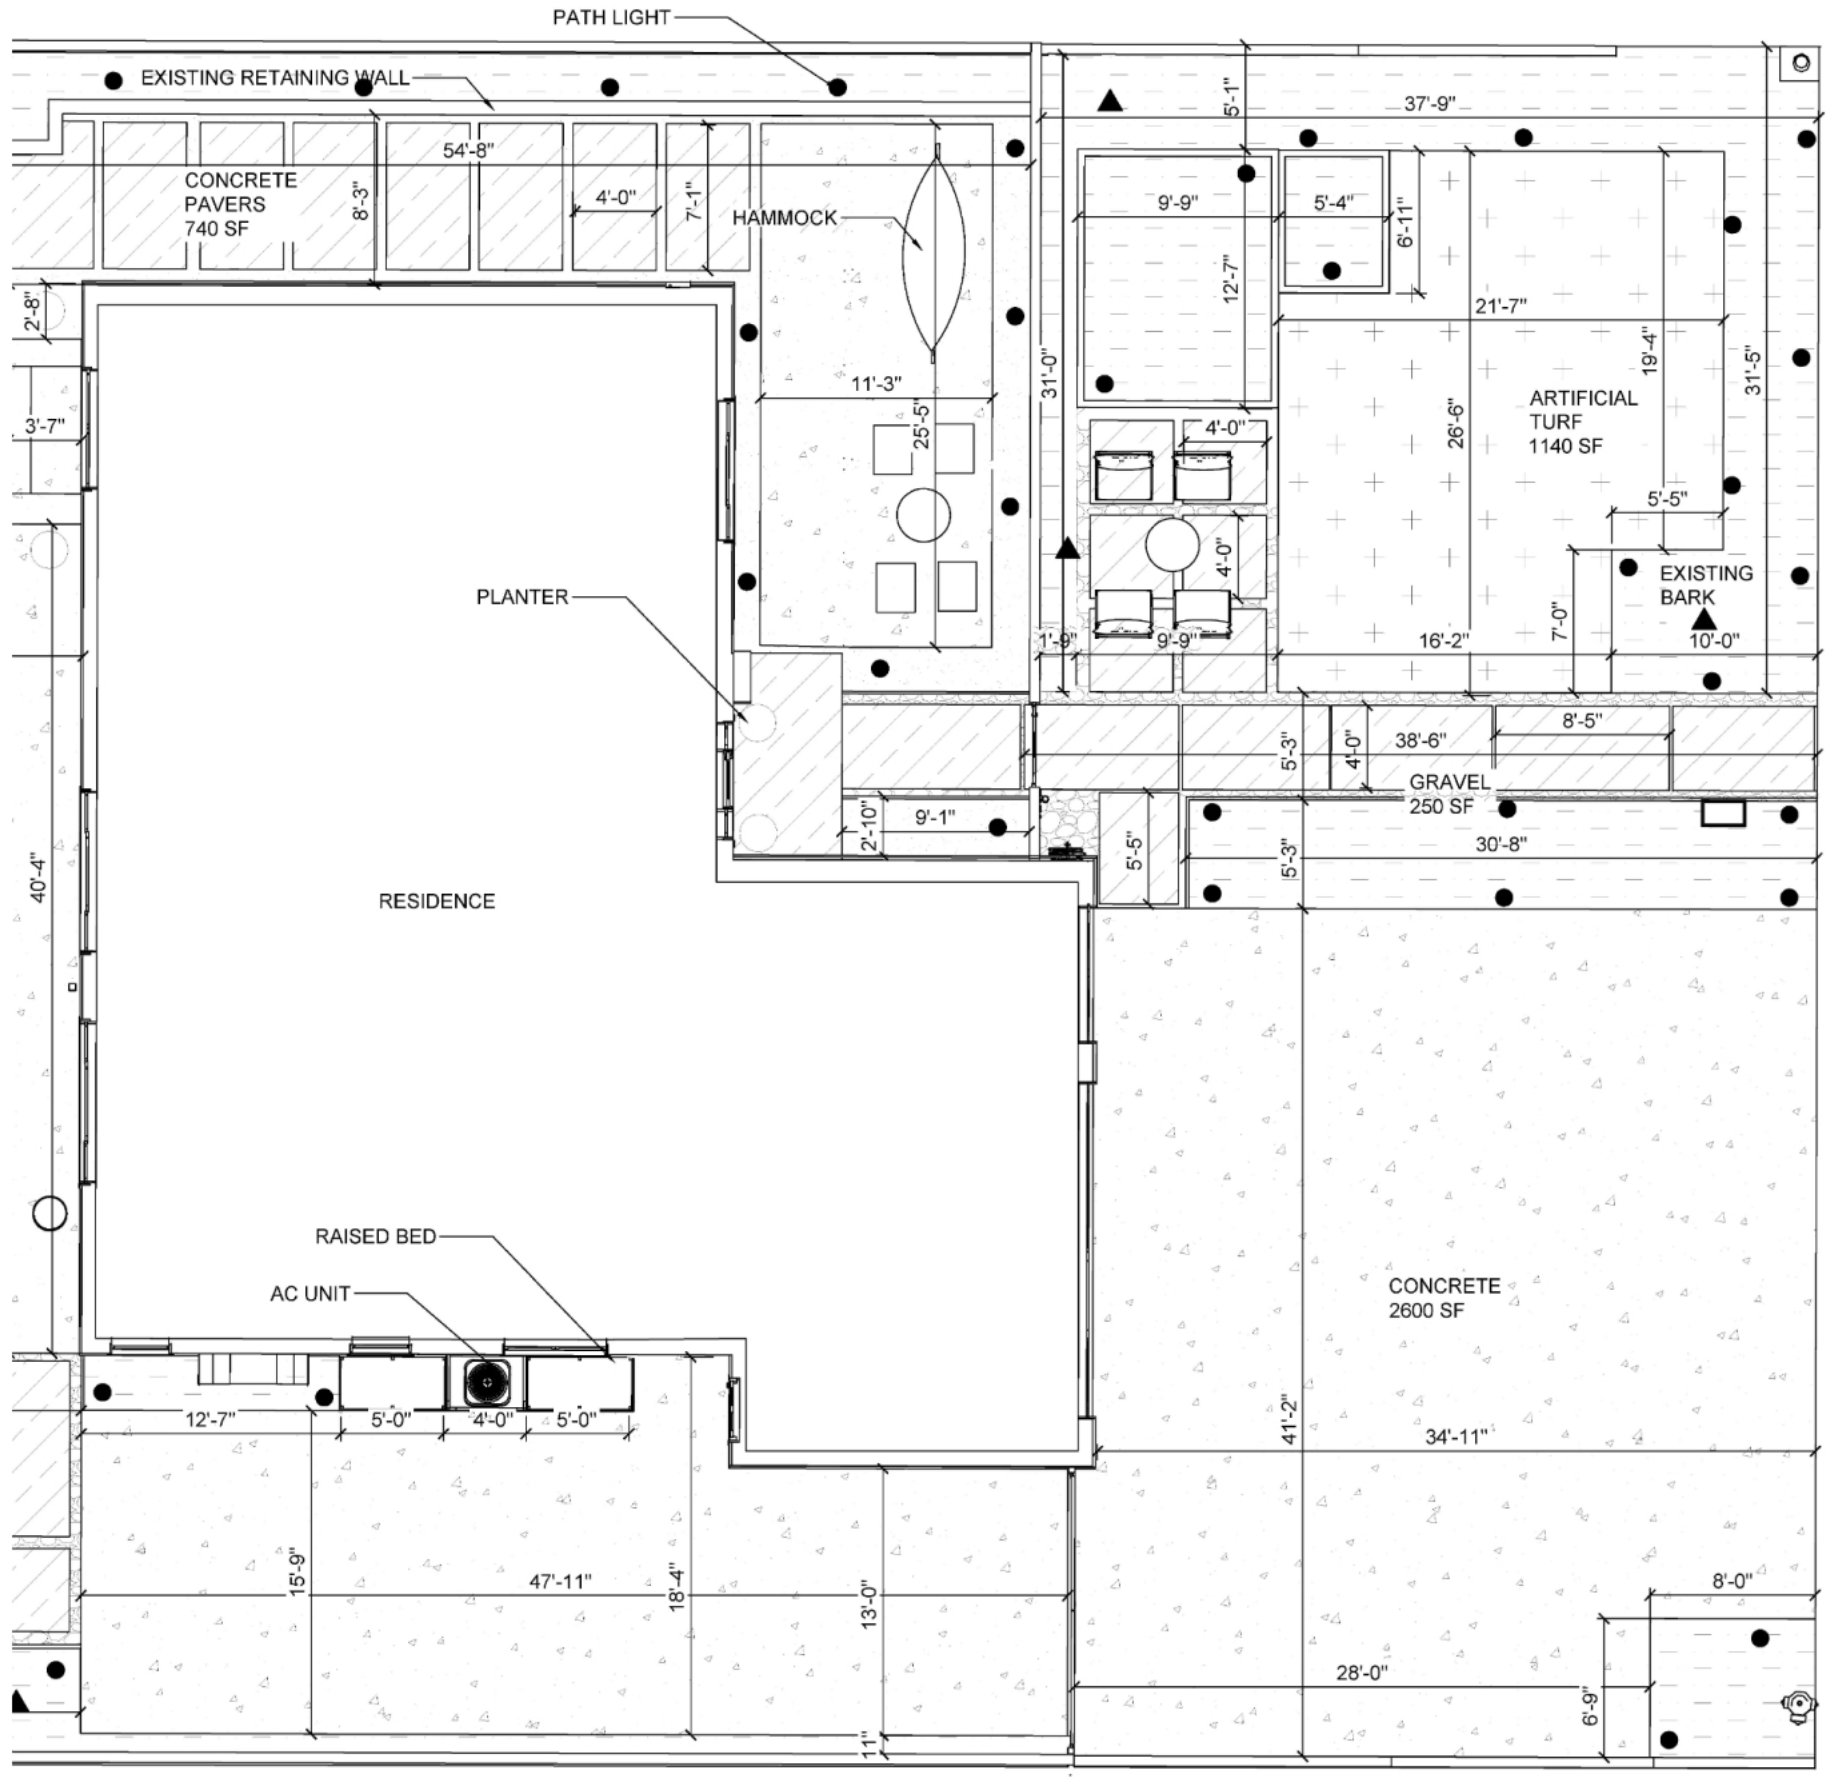 PATH LIGHT
EXISTING RETAINING WALL
5'-1"
37'-9"
54'-8"
CONCRETE
PAVERS
740 SF
8'-3"
4'-0"
7'-1"
HAMMOCK
9'-9"
5'-4"
6'-11"
12'-7"
2'-8"
21'-7"
19'-4"
31'-0"
31'-5"
11'-3"
25'-5"
3'-7"
4'-0"
26'-6"
ARTIFICIAL
TURF
1140 SF
5'-5"
4'-0"
EXISTING
BARK
PLANTER
7'-0"
1'-9"
9'-9"
16'-2"
10'-0"
8'-5"
5'-3"
4'-0"
38'-6"
GRAVEL
250 SF
2'-10"
9'-1"
5'-5"
5'-3"
30'-8"
40'-4"
RESIDENCE
RAISED BED
AC UNIT
CONCRETE
2600 SF
12'-7"
5'-0"
4'-0"
5'-0"
41'-2"
34'-11"
15'-9"
47'-11"
18'-4"
13'-0"
8'-0"
28'-0"
6'-9"
11"